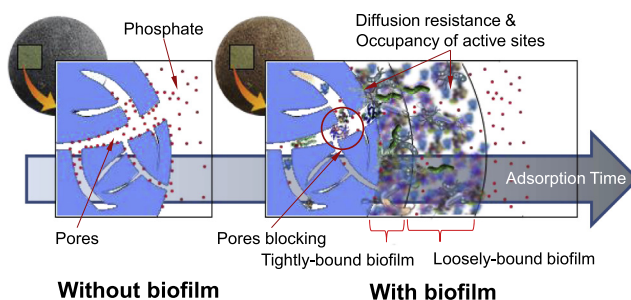 Phosphate
Diffusion resistance &
Occupancy of active sites
Adsorption Time
Pores
Pores blocking
Tightly-bound biofilm
Loosely-bound biofilm
Without biofilm
With biofilm